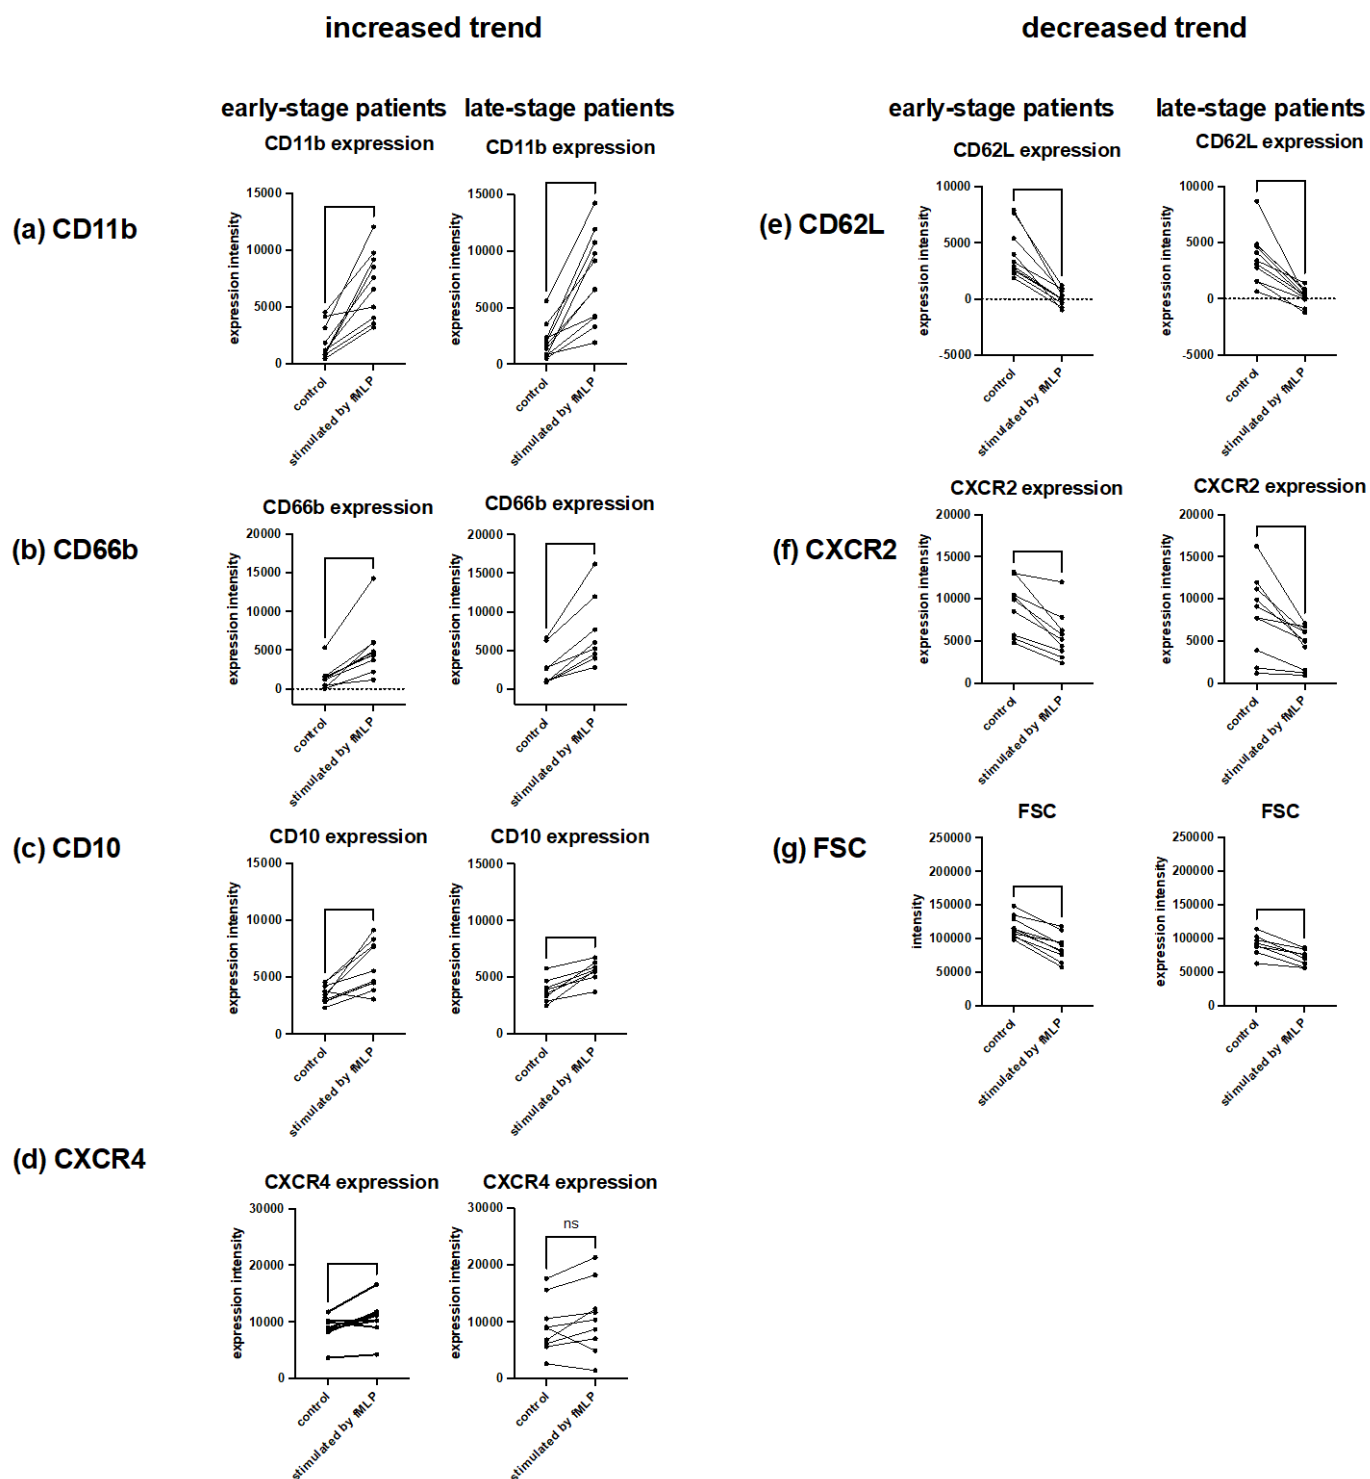 increased trend
decreased trend
early-stage patients
late-stage patients
early-stage patients
late-stage patients
(a) CD11b
CD11b expression
expression intensity
15000
10000
5000
0
control
stimulated by fMLP
CD11b expression
expression intensity
15000
10000
5000
0
control
stimulated by fMLP
(e) CD62L
CD62L expression
expression intensity
10000
5000
0
-5000
control
stimulated by fMLP
CD62L expression
expression intensity
10000
5000
0
-5000
control
stimulated by fMLP
(b) CD66b
CD66b expression
expression intensity
20000
15000
10000
5000
0
control
stimulated by fMLP
CD66b expression
expression intensity
20000
15000
10000
5000
0
control
stimulated by fMLP
(f) CXCR2
CXCR2 expression
expression intensity
20000
15000
10000
5000
0
control
stimulated by fMLP
CXCR2 expression
expression intensity
20000
15000
10000
5000
0
control
stimulated by fMLP
(c) CD10
CD10 expression
expression intensity
15000
10000
5000
0
control
stimulated by fMLP
CD10 expression
expression intensity
15000
10000
5000
0
control
stimulated by fMLP
(g) FSC
FSC
intensity
250000
200000
150000
100000
50000
0
control
stimulated by fMLP
FSC
expression intensity
250000
200000
150000
100000
50000
0
control
stimulated by fMLP
(d) CXCR4
CXCR4 expression
expression intensity
30000
20000
10000
0
control
stimulated by fMLP
CXCR4 expression
expression intensity
30000
20000
10000
0
ns
control
stimulated by fMLP